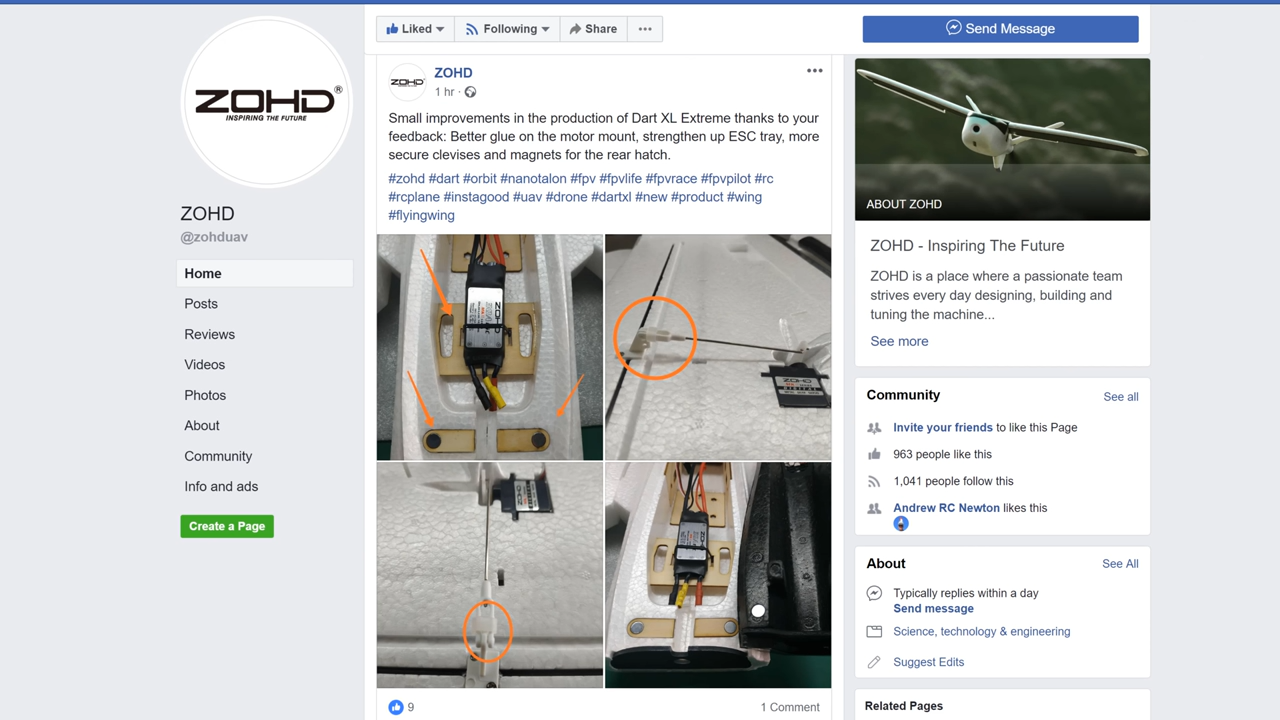 ZOHD®
INSPIRING THE FUTURE
ZOHD
@zohduav
Home
Posts
Reviews
Videos
Photos
About
Community
Info and ads
Create a Page
Liked
Following
Share
ZOHD
ZOHD
1 hr ·
Small improvements in the production of Dart XL Extreme thanks to your
feedback: Better glue on the motor mount, strengthen up ESC tray, more
secure clevises and magnets for the rear hatch.
#zohd #dart #orbit #nanotalon #fpv #fpvlife #fpvrace #fpvpilot #rc
#rcplane #instagood #uav #drone #dartxl #new #product #wing
#flyingwing
ZOHD
ZOHD
DIGITAL
ZOHD
9
1 Comment
Send Message
ABOUT ZOHD
ZOHD - Inspiring The Future
ZOHD is a place where a passionate team
strives every day designing, building and
tuning the machine...
See more
Community
See all
Invite your friends to like this Page
963 people like this
1,041 people follow this
Andrew RC Newton likes this
About
See All
Typically replies within a day
Send message
Science, technology & engineering
Suggest Edits
Related Pages